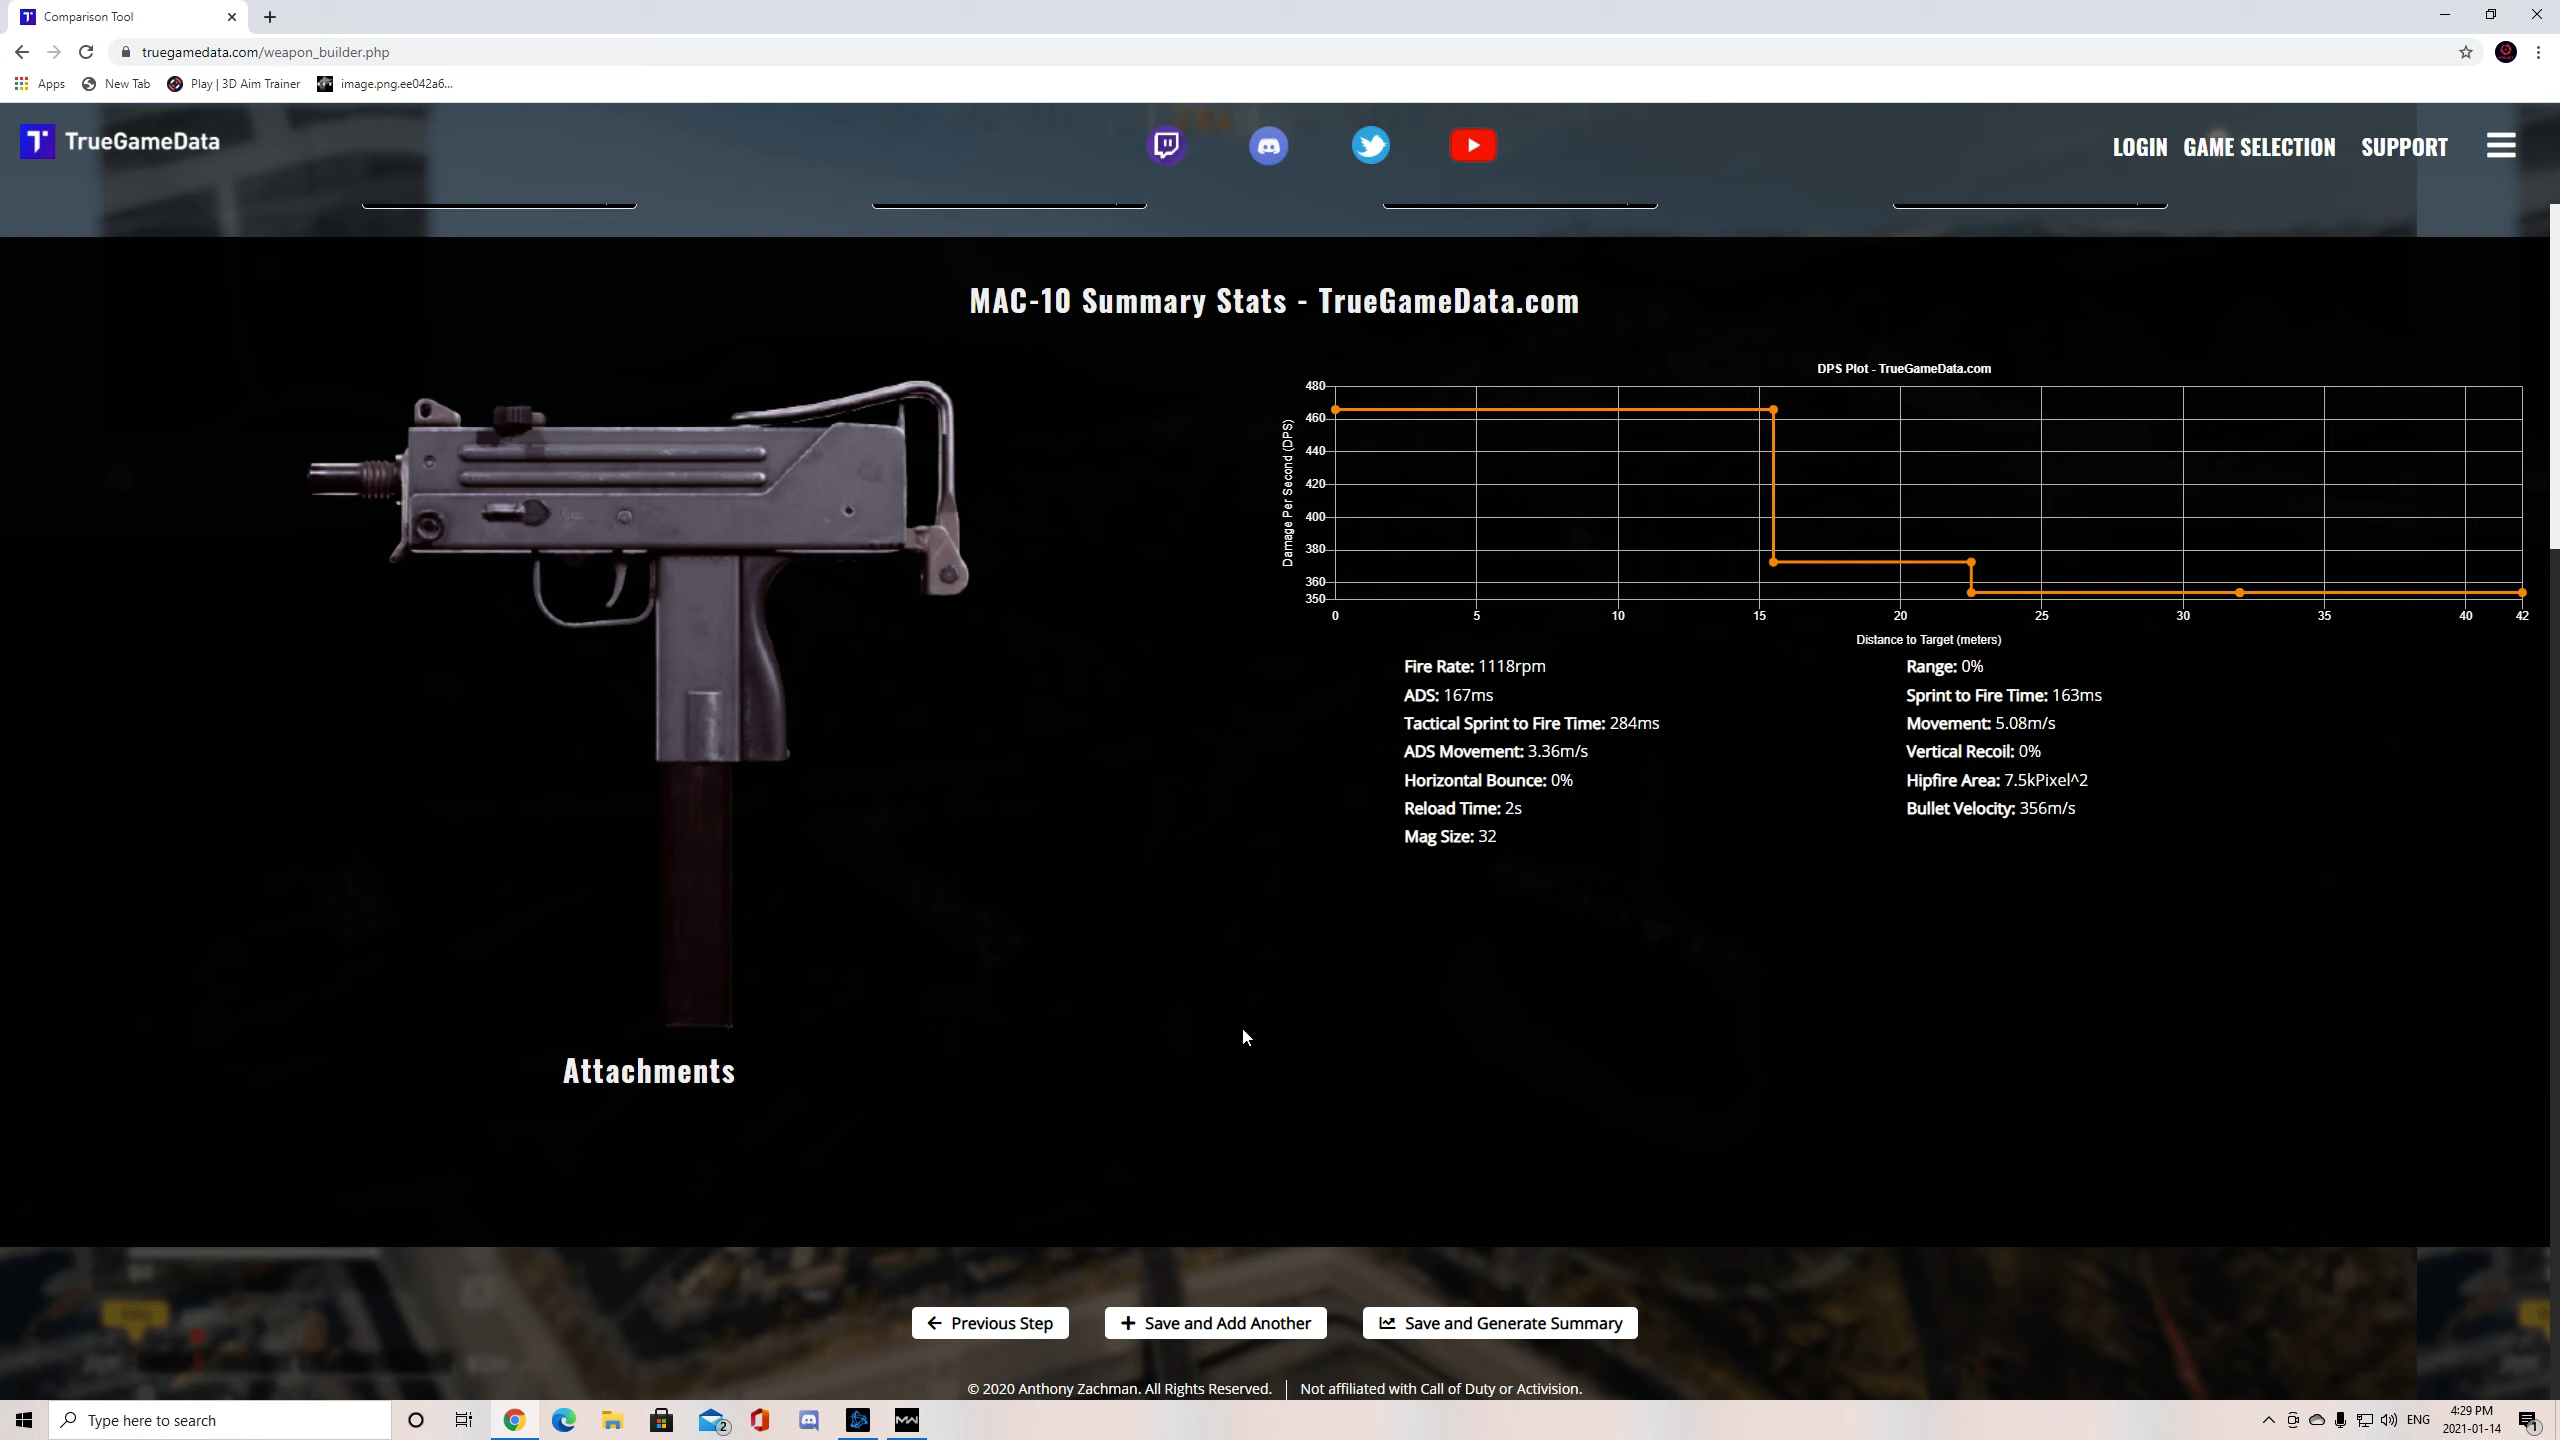 Comparison Tool
truegamedata.com/weapon_builder.php
Apps
New Tab
Play | 3D Aim Trainer
image.png.ee042a6...
TrueGameData
LOGIN
GAME SELECTION
SUPPORT
MAC-10 Summary Stats - TrueGameData.com
DPS Plot - TrueGameData.com
Damage Per Second (DPS)
480
460
440
420
400
380
360
350
0 5 10 15 20 25 30 35 40 42
Distance to Target (meters)
Fire Rate: 1118rpm
Range: 0%
ADS: 167ms
Sprint to Fire Time: 163ms
Tactical Sprint to Fire Time: 284ms
Movement: 5.08m/s
ADS Movement: 3.36m/s
Vertical Recoil: 0%
Horizontal Bounce: 0%
Hipfire Area: 7.5kPixel^2
Reload Time: 2s
Bullet Velocity: 356m/s
Mag Size: 32
Attachments
Previous Step
Save and Add Another
Save and Generate Summary
© 2020 Anthony Zachman. All Rights Reserved.
Not affiliated with Call of Duty or Activision.
Type here to search
2
MW
ENG
4:29 PM
2021-01-14
1